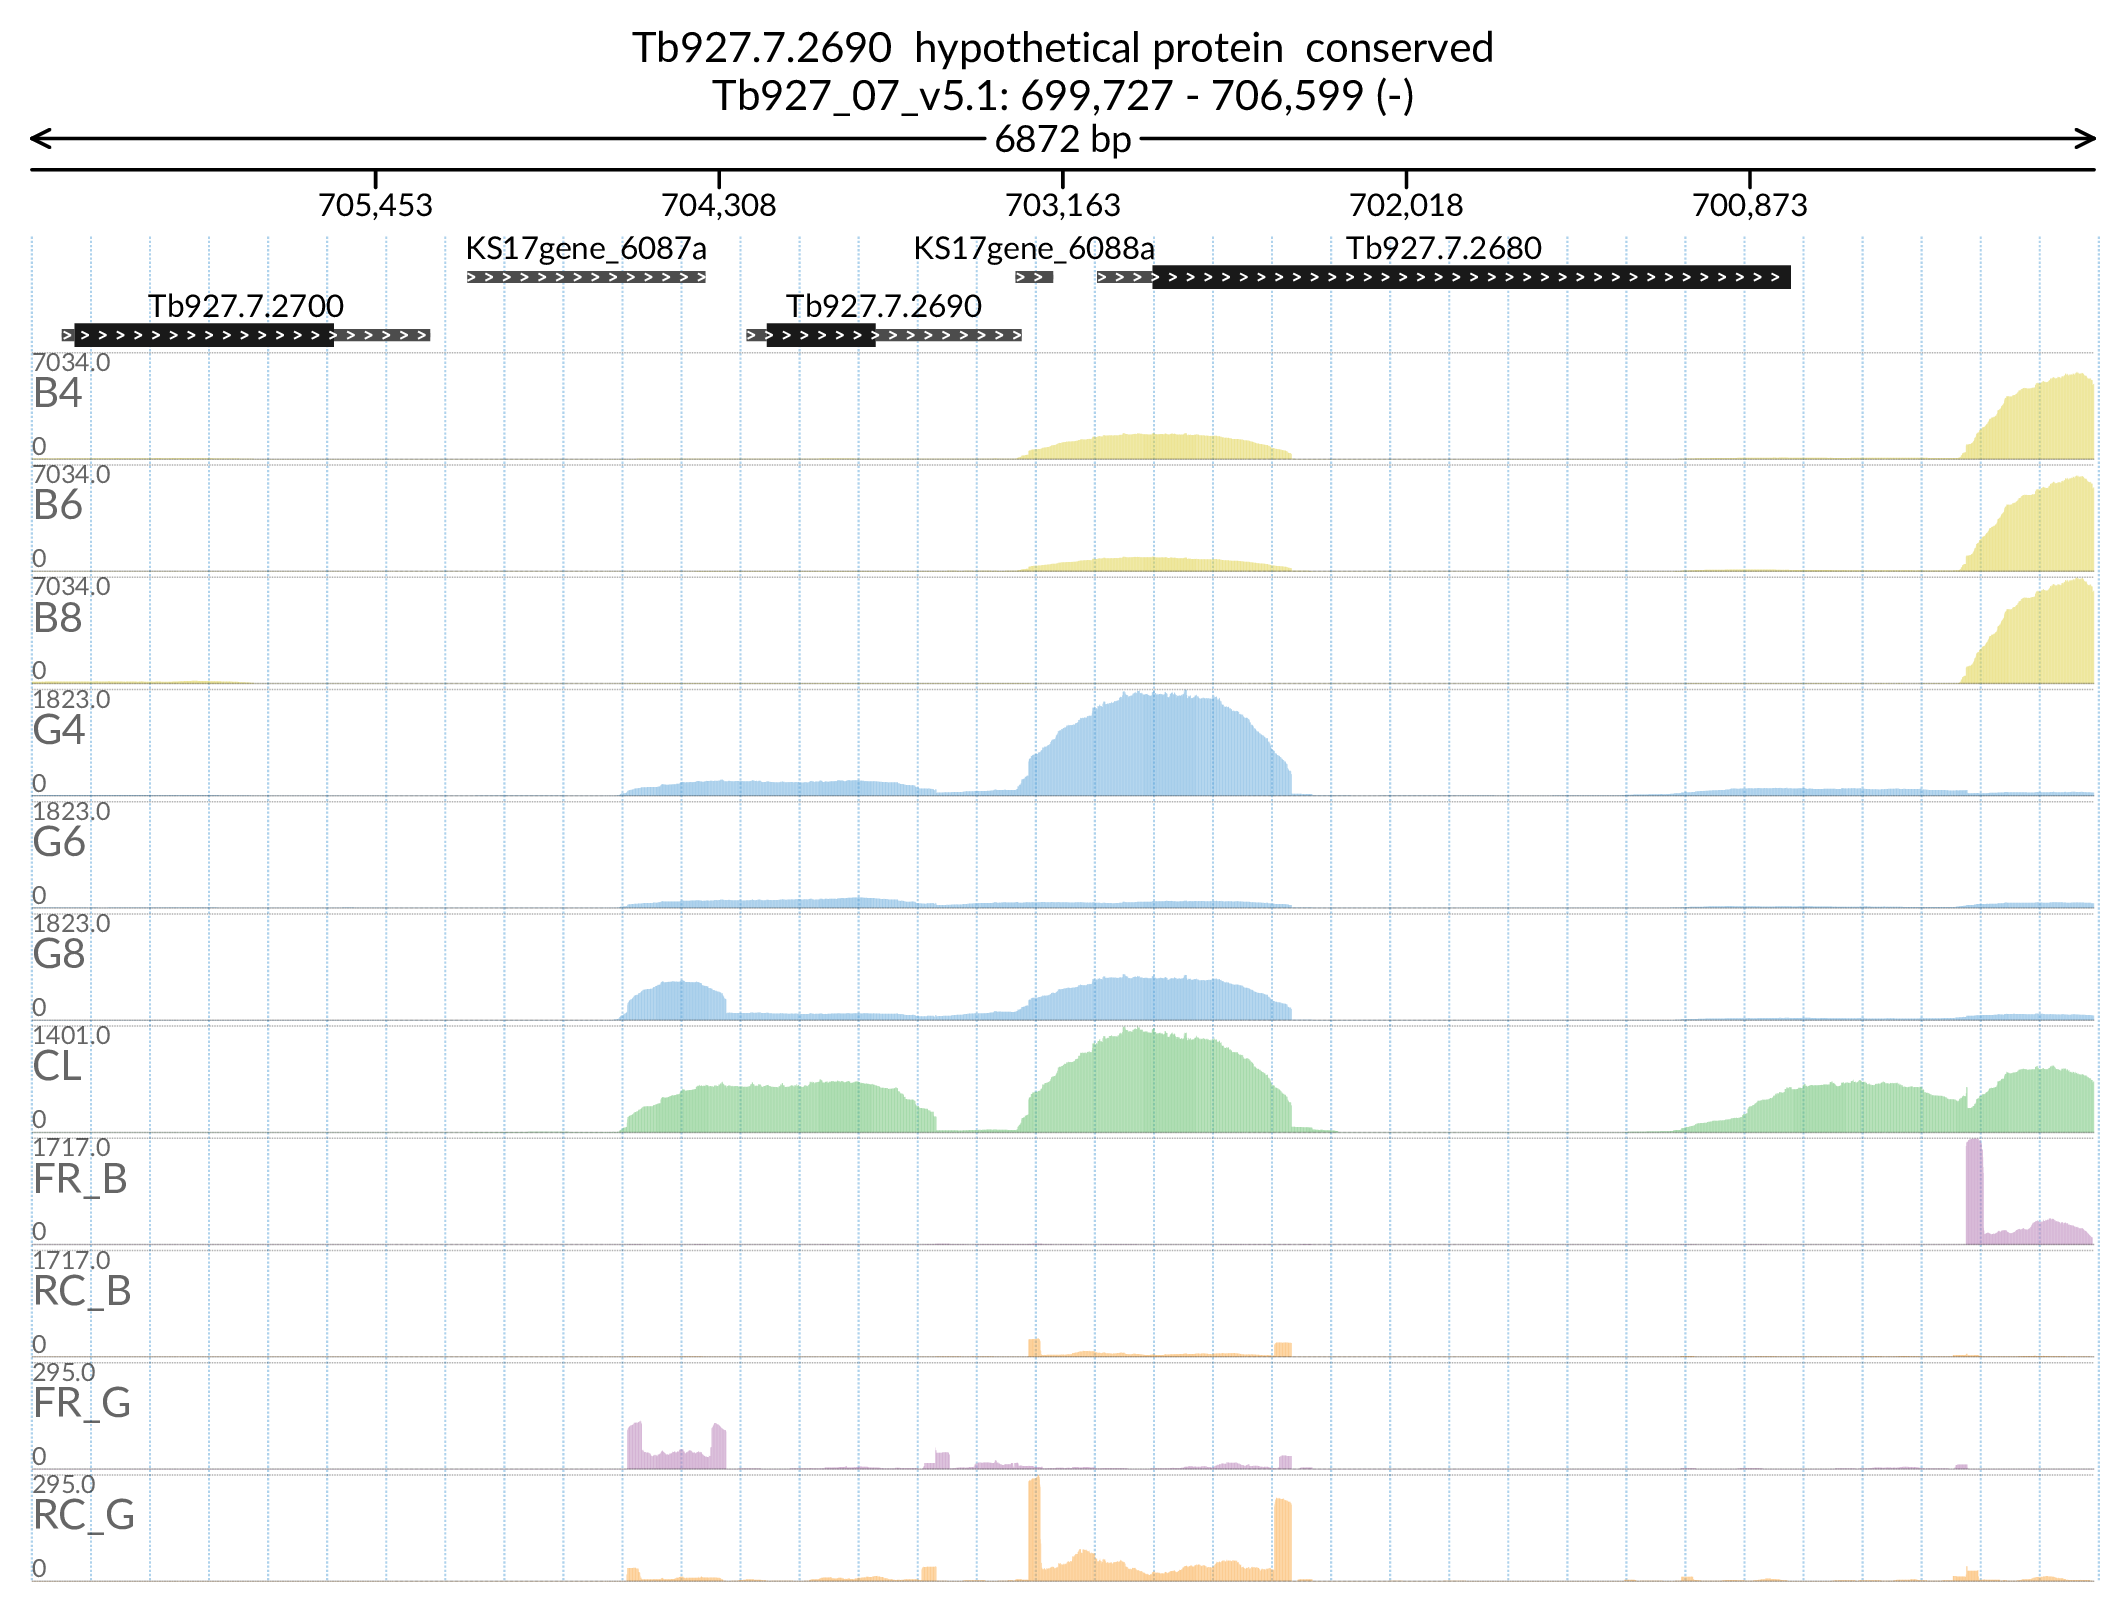 Tb927.7.2690  hypothetical protein  conserved
Tb927_07_v5.1: 699,727 - 706,599 (-)
6872 bp
705,453 704,308 703,163 702,018 700,873
KS17gene_6087a KS17gene_6088a Tb927.7.2680
Tb927.7.2700 Tb927.7.2690
7034.0
B4
0
7034.0
B6
0
7034.0
B8
0
1823.0
G4
0
1823.0
G6
0
1823.0
G8
0
1401.0
CL
0
1717.0
FR_B
0
1717.0
RC_B
0
295.0
FR_G
0
295.0
RC_G
0